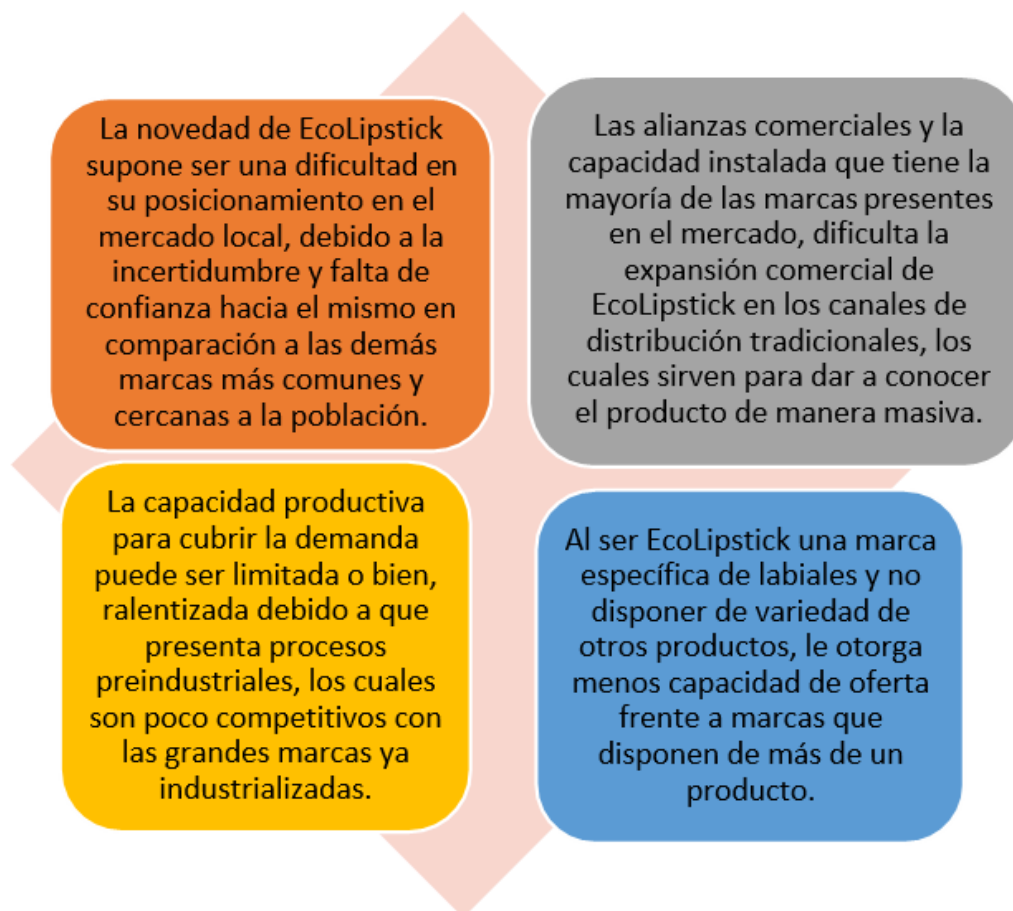 La novedad de EcoLipstick
supone ser una dificultad en
su posicionamiento en el
mercado local, debido a la
incertidumbre y falta de
confianza hacia el mismo en
comparación a las demás
marcas más comunes y
cercanas a la población.
Las alianzas comerciales y la
capacidad instalada que tiene la
mayoría de las marcas presentes
en el mercado, dificulta la
expansión comercial de
EcoLipstick en los canales de
distribución tradicionales, los
cuales sirven para dar a conocer
el producto de manera masiva.
La capacidad productiva
para cubrir la demanda
puede ser limitada o bien,
ralentizada debido a que
presenta procesos
preindustriales, los cuales
son poco competitivos con
las grandes marcas ya
industrializadas.
Al ser EcoLipstick una marca
específica de labiales y no
disponer de variedad de
otros productos, le otorga
menos capacidad de oferta
frente a marcas que
disponen de más de un
producto.